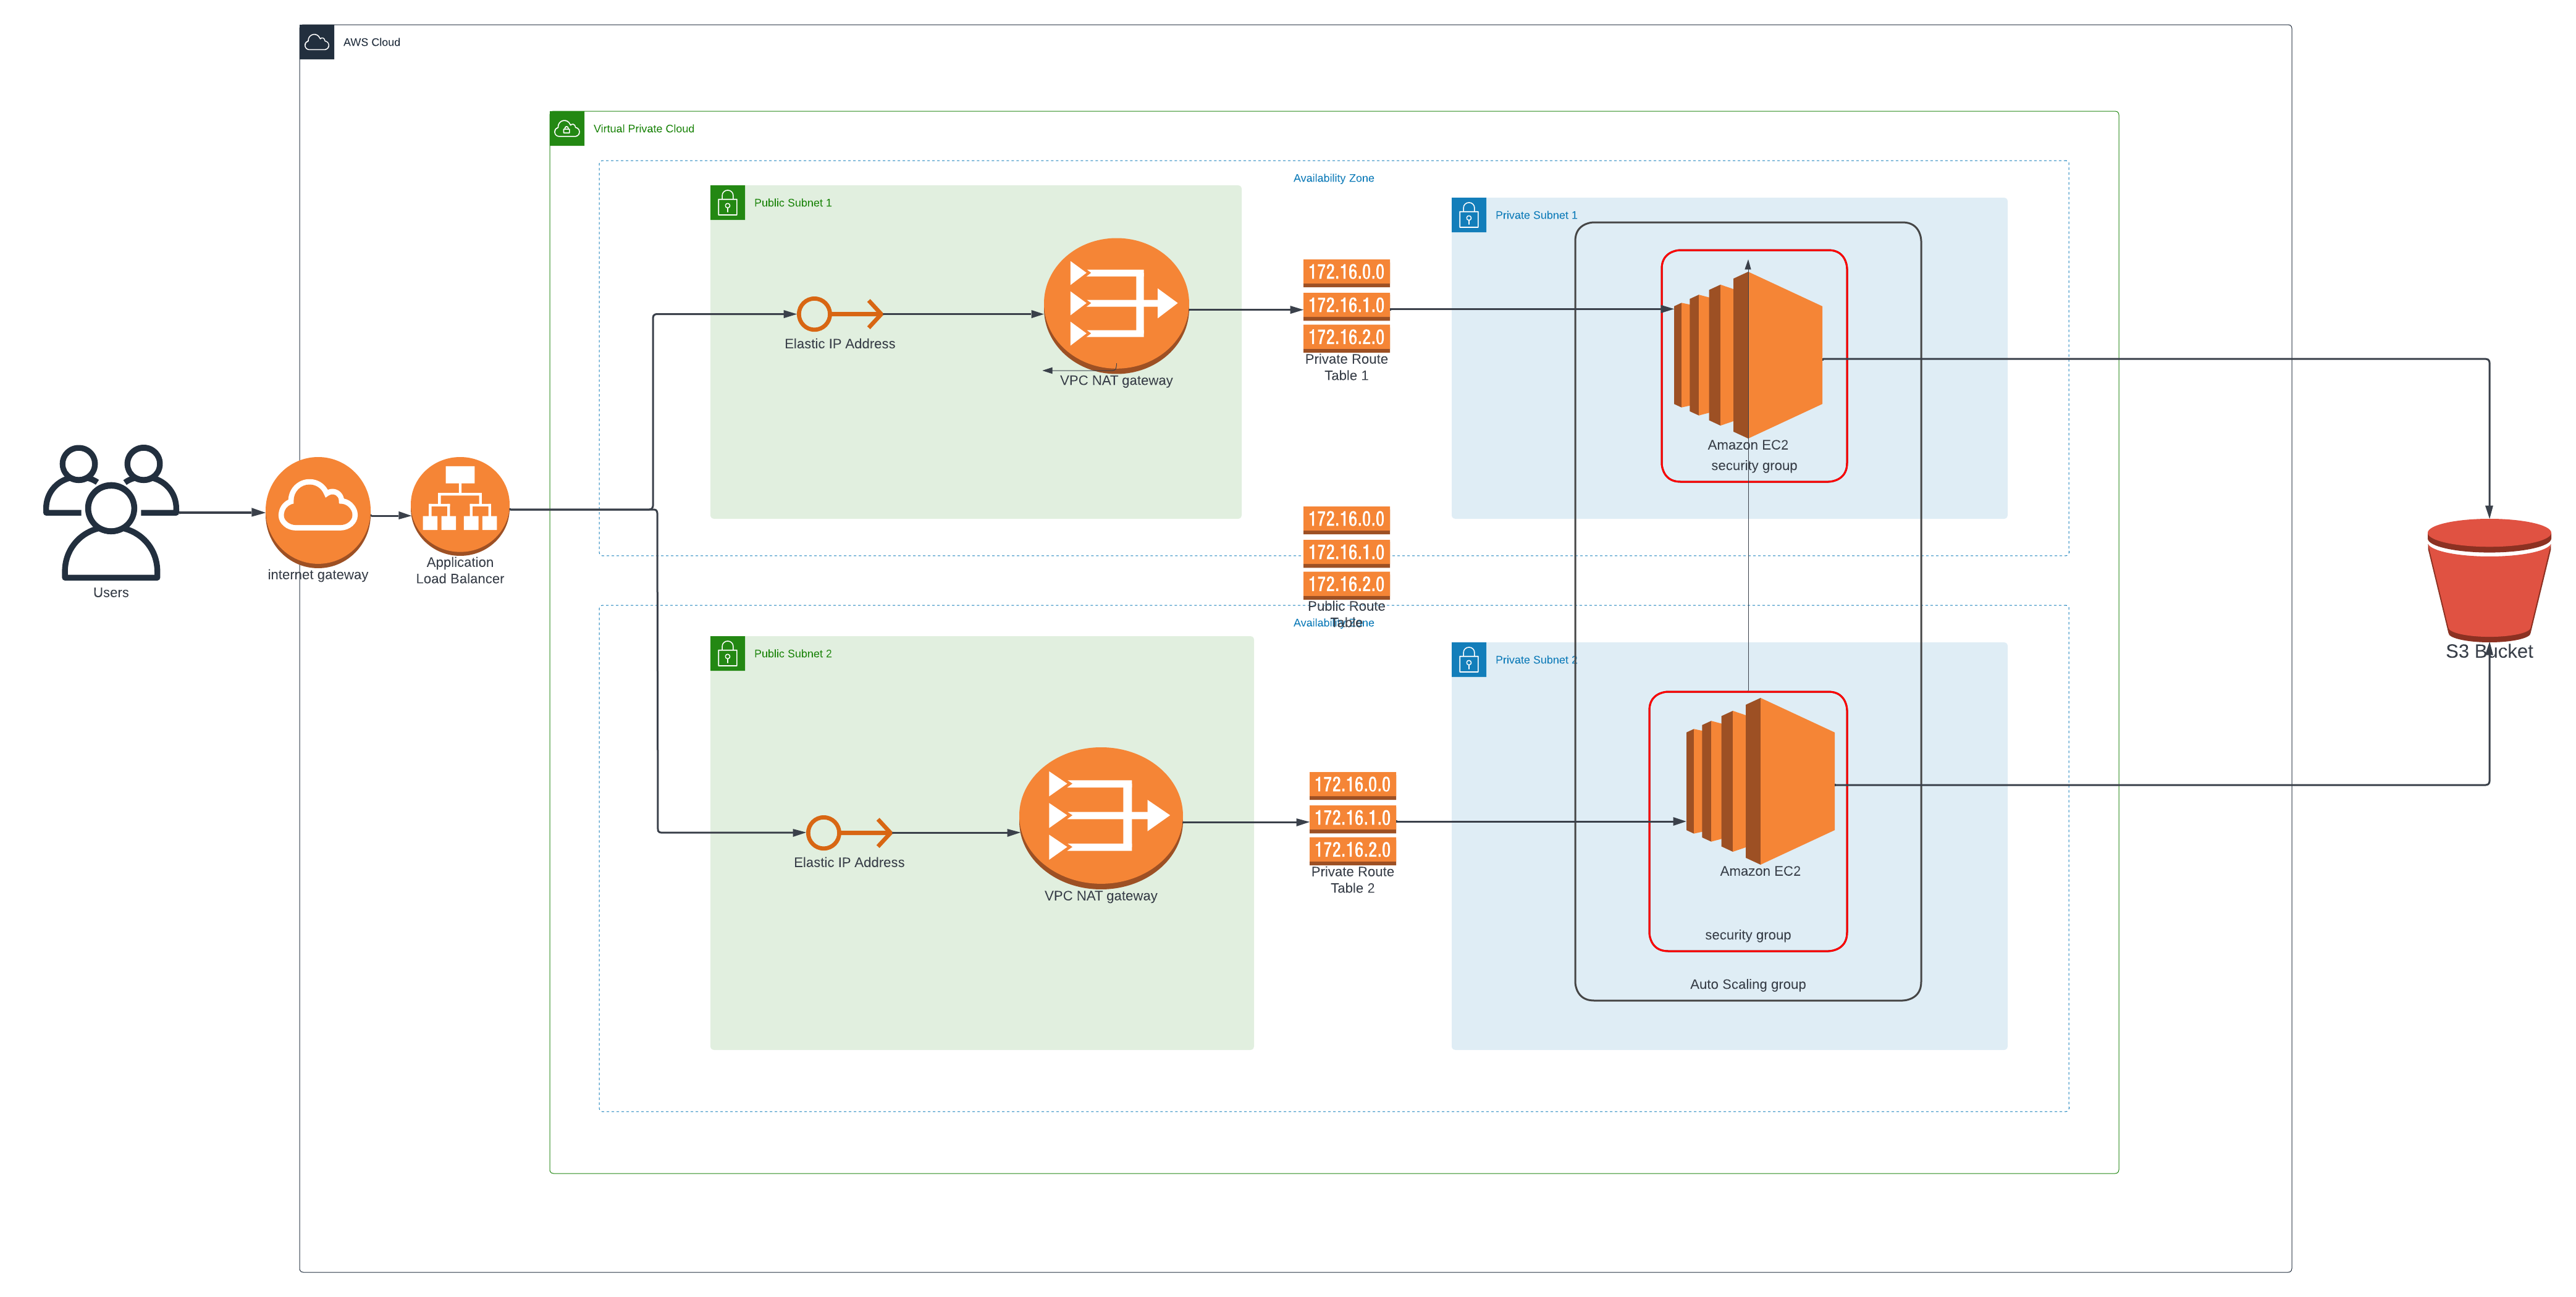 AWS Cloud
Virtual Private Cloud
Availability Zone
Public Subnet 1
Private Subnet 1
172.16.0.0
172.16.1.0
172.16.2.0
Private Route
Table 1
Elastic IP Address
VPC NAT gateway
Amazon EC2
security group
Users
internet gateway
Application
Load Balancer
172.16.0.0
172.16.1.0
172.16.2.0
Public Route
Table
Availability Zone
S3 Bucket
Public Subnet 2
Private Subnet 2
172.16.0.0
172.16.1.0
172.16.2.0
Private Route
Table 2
Elastic IP Address
VPC NAT gateway
Amazon EC2
security group
Auto Scaling group